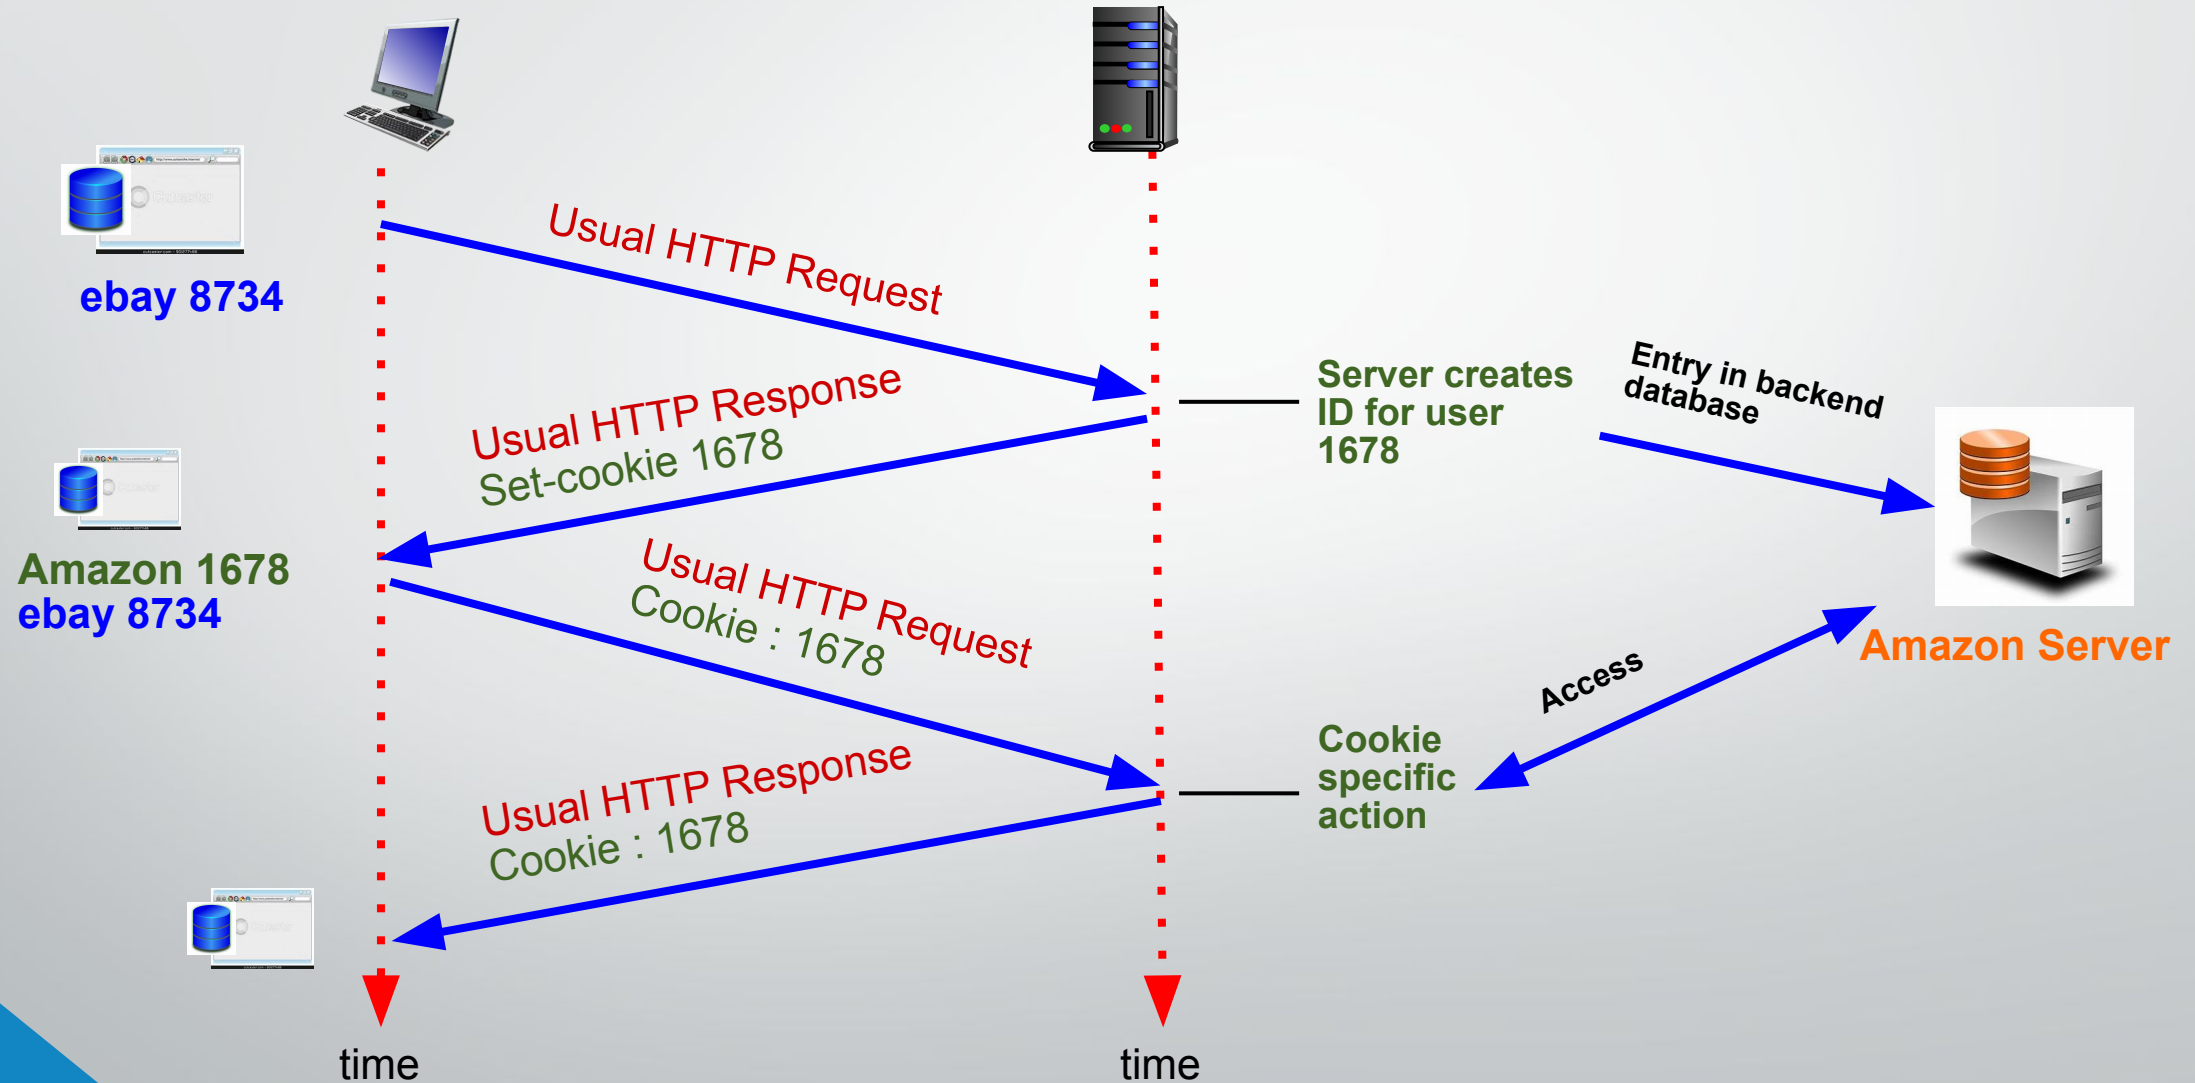 Usual HTTP Request
ebay 8734
Server creates
ID for user
1678
Entry in backend
database
Usual HTTP Response
Set-cookie 1678
Amazon 1678
ebay 8734
Usual HTTP Request
Cookie : 1678
Amazon Server
Access
Cookie
specific
action
Usual HTTP Response
Cookie : 1678
time
time